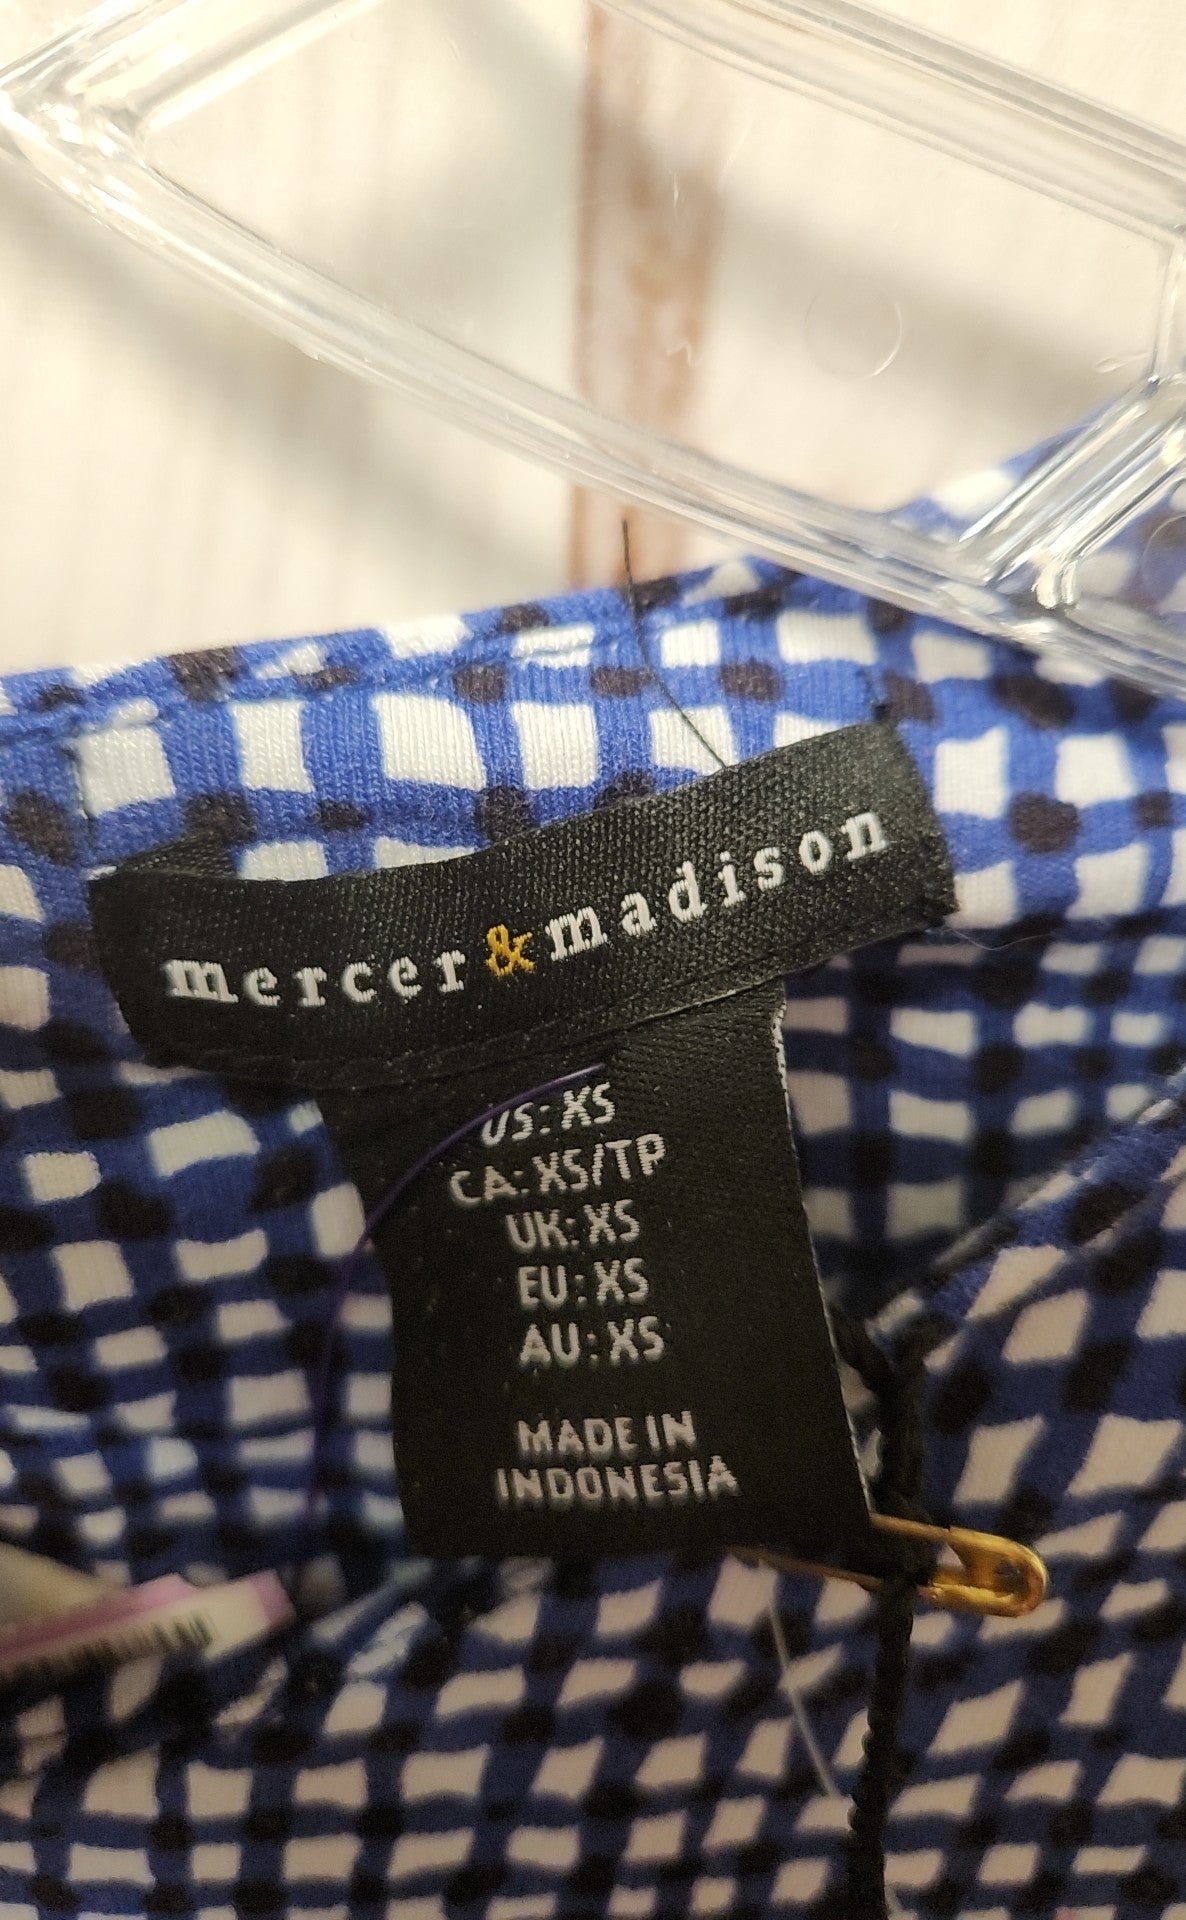 mercer&madison
US: XS
CA: XS/TP
UK: XS
EU: XS
AU: XS
MADE IN
INDONESIA